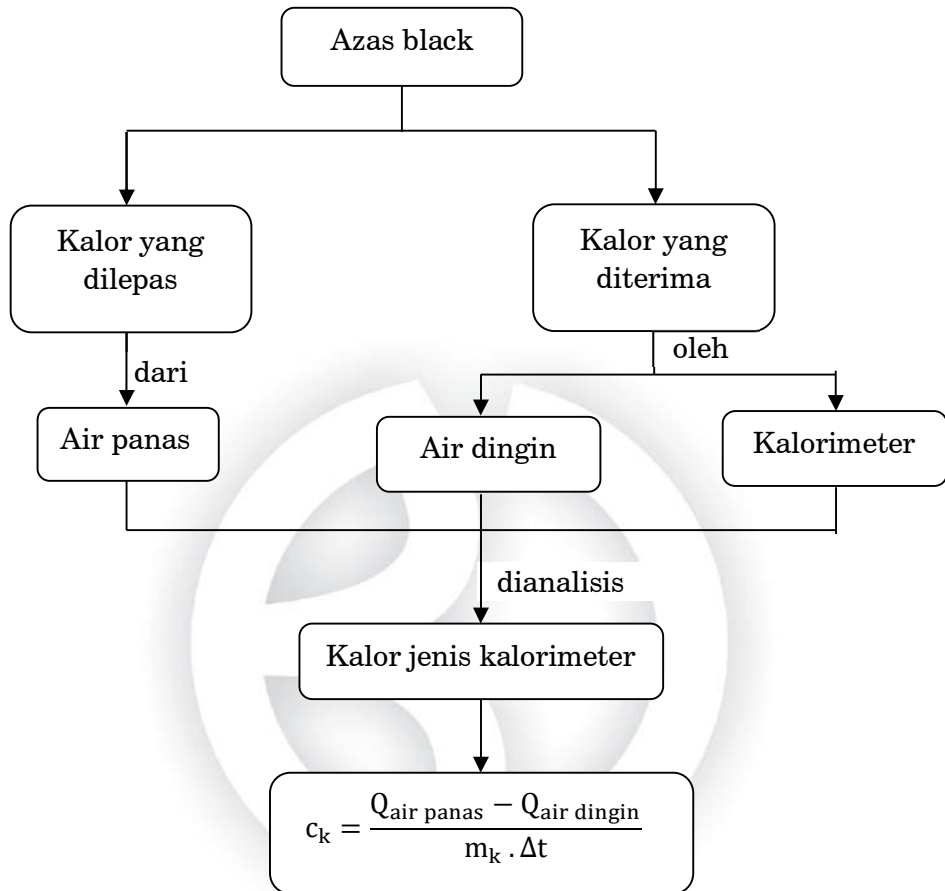 Azas black
Kalor yang
dilepas
Kalor yang
diterima
dari
oleh
Air panas
Air dingin
Kalorimeter
dianalisis
Kalor jenis kalorimeter
c_k = (Q_air panas − Q_air dingin) / (m_k . Δt)